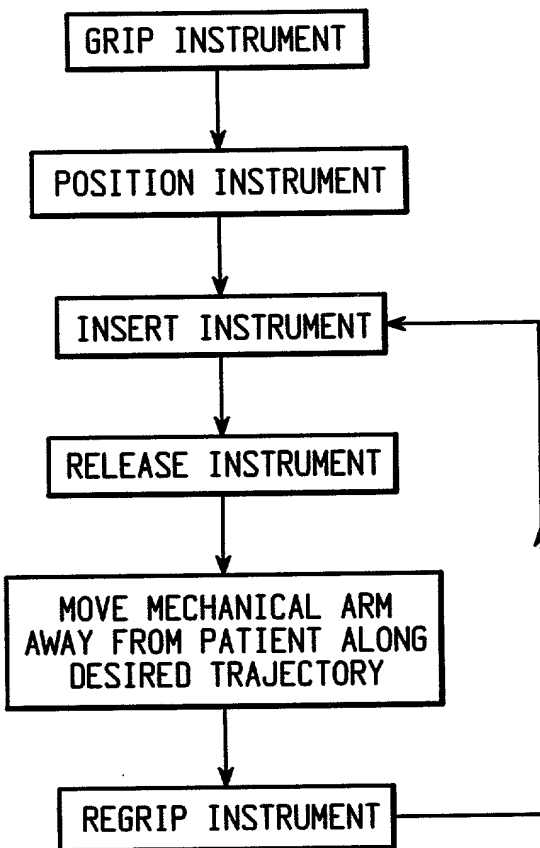 GRIP INSTRUMENT
POSITION INSTRUMENT
INSERT INSTRUMENT
RELEASE INSTRUMENT
MOVE MECHANICAL ARM
AWAY FROM PATIENT ALONG
DESIRED TRAJECTORY
REGRIP INSTRUMENT